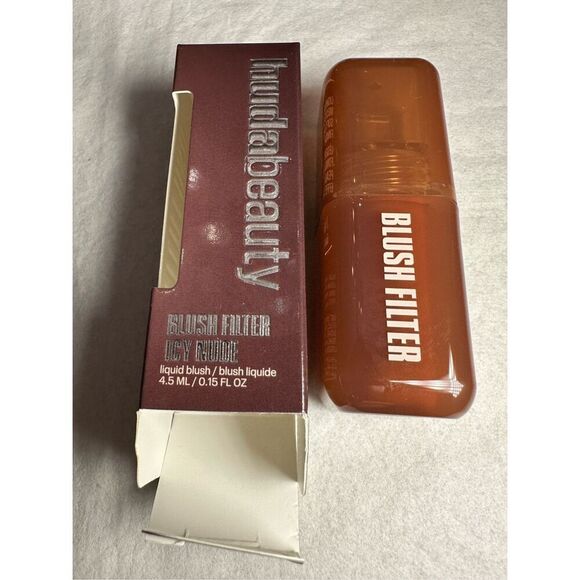 hudabeauty
BLUSH FILTER
ICY NUDE
liquid blush / blush liquide
4.5 ML / 0.15 FL OZ
BLUSH FILTER